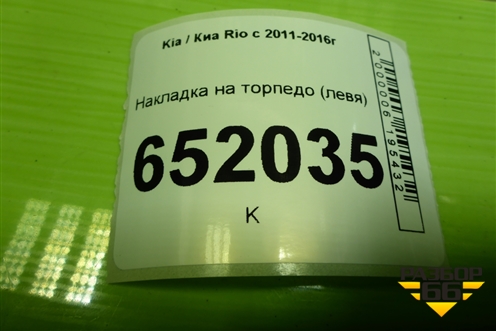 Kia / Киа Rio с 2011-2016г
Накладка на торпедо (левя)
652035
К
2000006195432
РАЗБОР
66